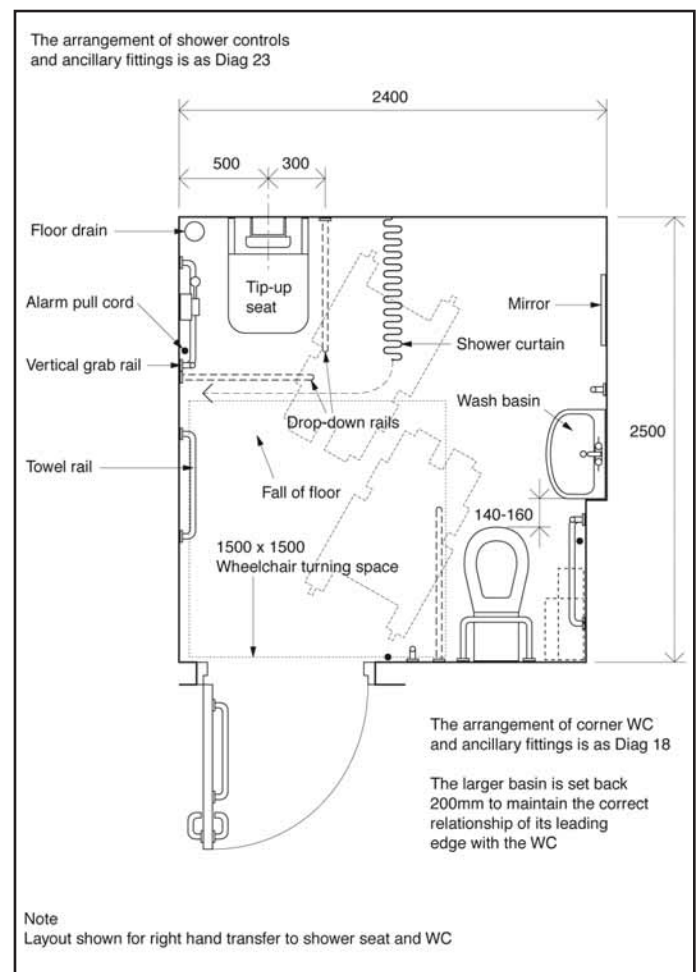 The arrangement of shower controls
and ancillary fittings is as Diag 23
2400
500
300
Floor drain
Tip-up
seat
Alarm pull cord
Mirror
Shower curtain
Vertical grab rail
Wash basin
Drop-down rails
2500
Towel rail
Fall of floor
140-160
1500 x 1500
Wheelchair turning space
The arrangement of corner WC
and ancillary fittings is as Diag 18
The larger basin is set back
200mm to maintain the correct
relationship of its leading
edge with the WC
Note
Layout shown for right hand transfer to shower seat and WC